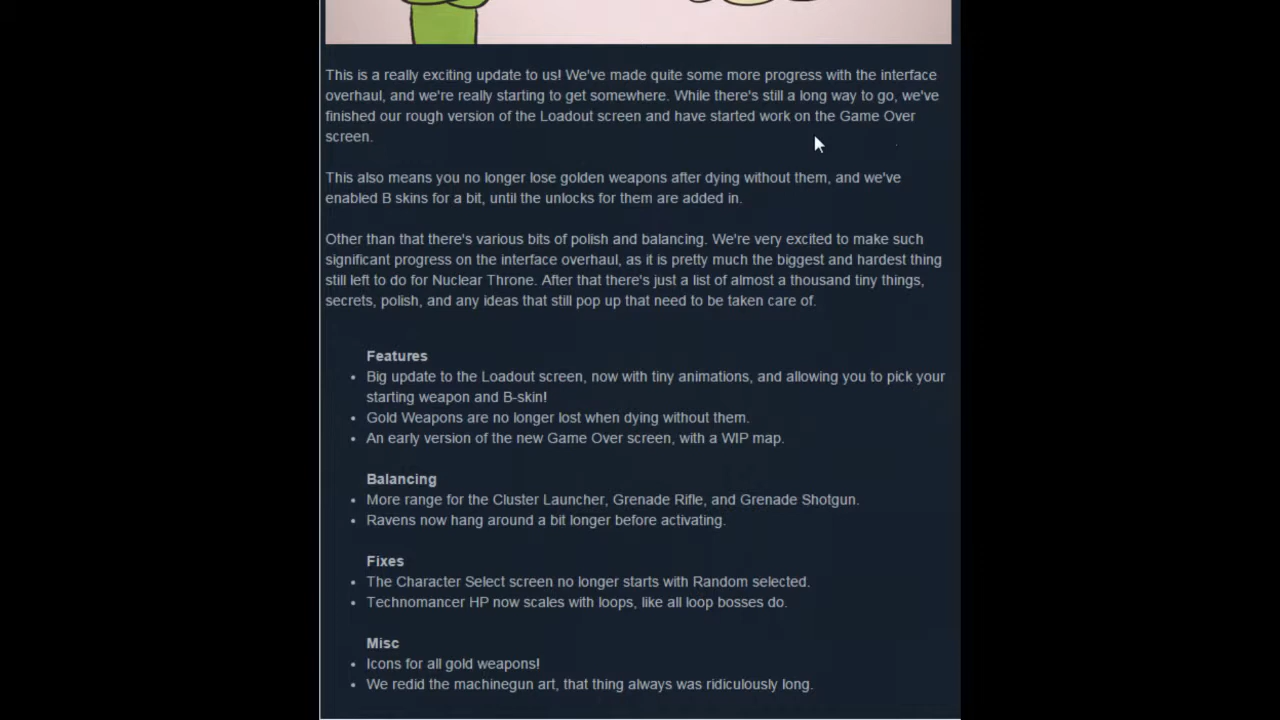 This is a really exciting update to us! We've made quite some more progress with the interface
overhaul, and we're really starting to get somewhere. While there's still a long way to go, we've
finished our rough version of the Loadout screen and have started work on the Game Over
screen.
This also means you no longer lose golden weapons after dying without them, and we've
enabled B skins for a bit, until the unlocks for them are added in.
Other than that there's various bits of polish and balancing. We're very excited to make such
significant progress on the interface overhaul, as it is pretty much the biggest and hardest thing
still left to do for Nuclear Throne. After that there's just a list of almost a thousand tiny things,
secrets, polish, and any ideas that still pop up that need to be taken care of.
Features
• Big update to the Loadout screen, now with tiny animations, and allowing you to pick your
starting weapon and B-skin!
• Gold Weapons are no longer lost when dying without them.
• An early version of the new Game Over screen, with a WIP map.
Balancing
• More range for the Cluster Launcher, Grenade Rifle, and Grenade Shotgun.
• Ravens now hang around a bit longer before activating.
Fixes
• The Character Select screen no longer starts with Random selected.
• Technomancer HP now scales with loops, like all loop bosses do.
Misc
• Icons for all gold weapons!
• We redid the machinegun art, that thing always was ridiculously long.